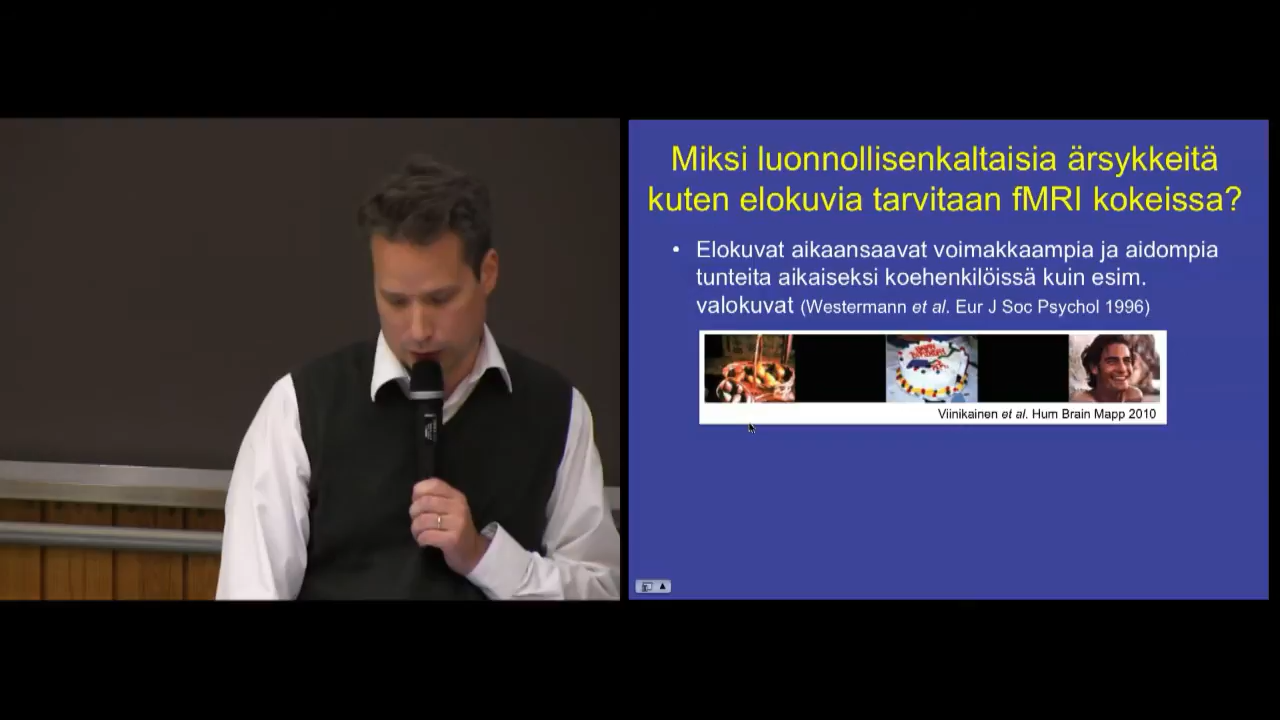 Miksi luonnollisenkaltaisia ärsykkeitä
kuten elokuvia tarvitaan fMRI kokeissa?
• Elokuvat aikaansaavat voimakkaampia ja aidompia
tunteita aikaiseksi koehenkilöissä kuin esim.
valokuvat (Westermann et al. Eur J Soc Psychol 1996)
Viinikainen et al. Hum Brain Mapp 2010